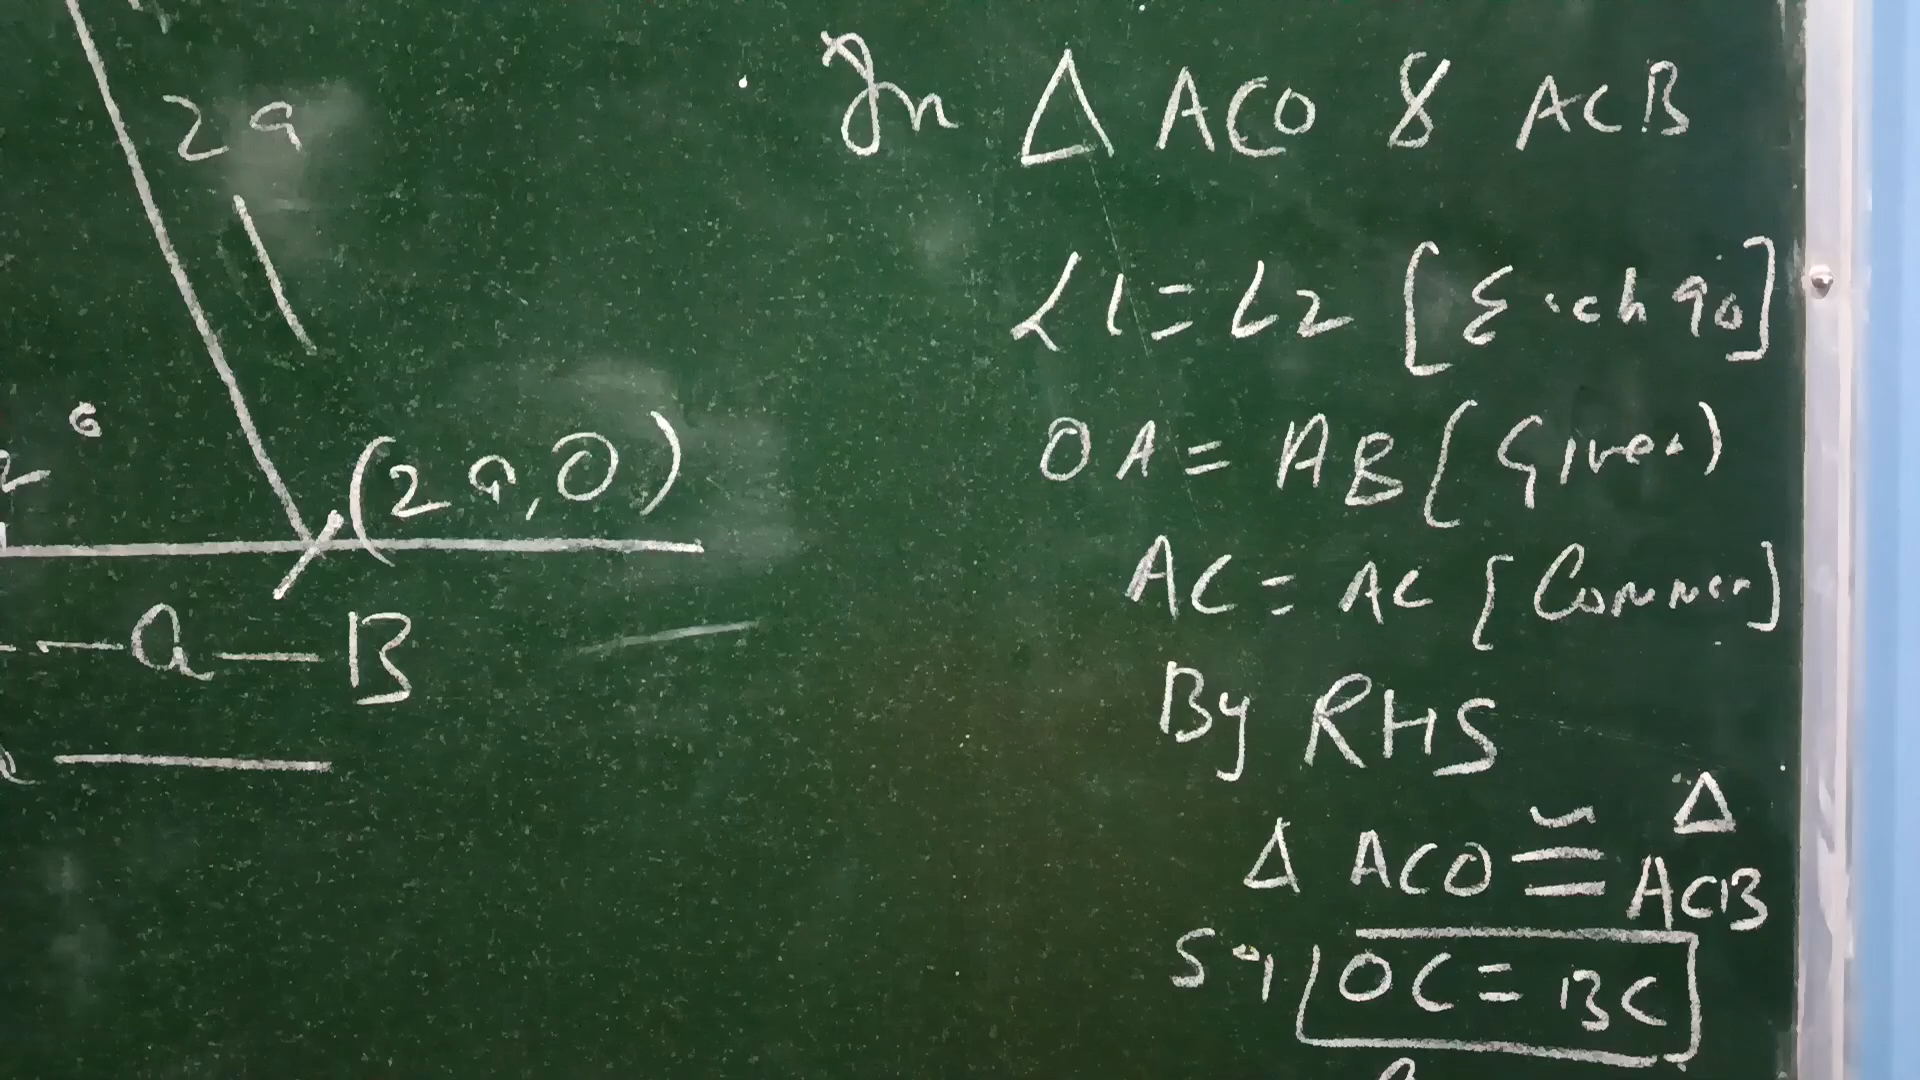 2a
(2a,0)
--a-B
In △ ACO & ACB
∠1=∠2 [Each 90]
OA = AB (Given)
AC = AC [Common]
By RHS
△ ACO ≅ △ ACB
So, OC = BC